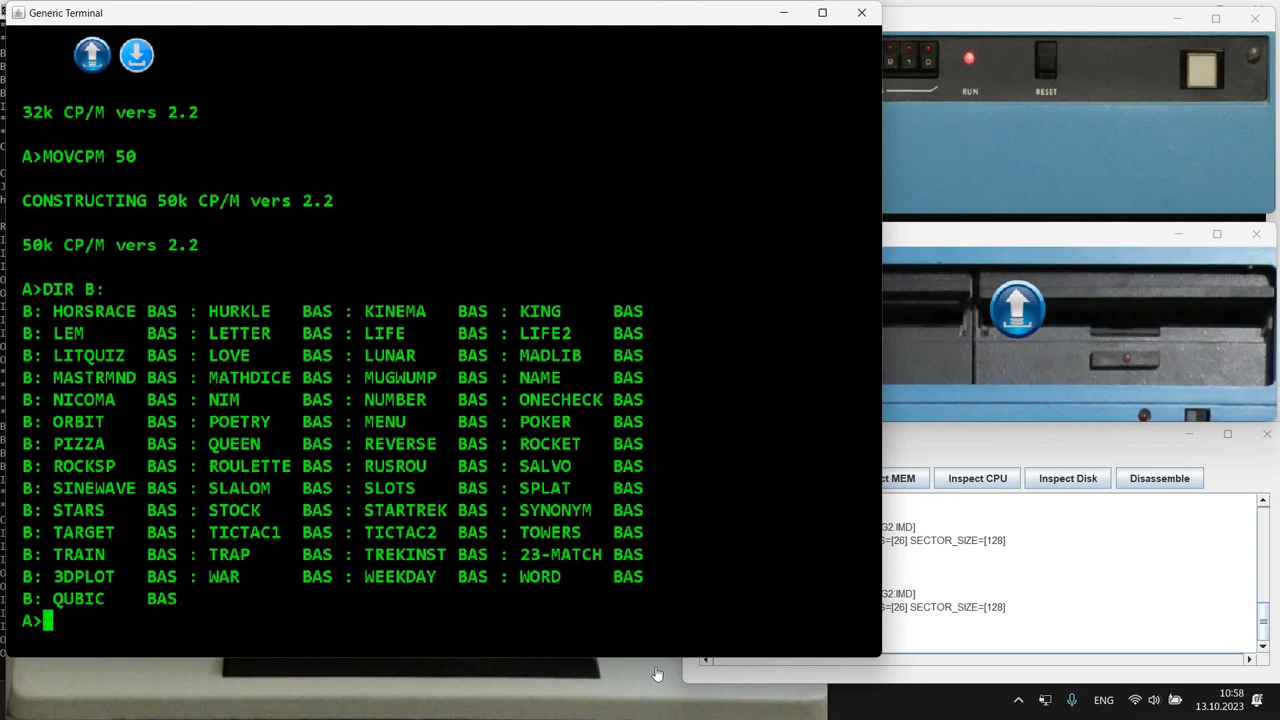 Generic Terminal
32k CP/M vers 2.2
A>MOVCPM 50
CONSTRUCTING 50k CP/M vers 2.2
50k CP/M vers 2.2
A>DIR B:
B: HORSRACE BAS : HURKLE BAS : KINEMA BAS : KING BAS
B: LEM BAS : LETTER BAS : LIFE BAS : LIFE2 BAS
B: LITQUIZ BAS : LOVE BAS : LUNAR BAS : MADLIB BAS
B: MASTRMND BAS : MATHDICE BAS : MUGWUMP BAS : NAME BAS
B: NICOMA BAS : NIM BAS : NUMBER BAS : ONECHECK BAS
B: ORBIT BAS : POETRY BAS : MENU BAS : POKER BAS
B: PIZZA BAS : QUEEN BAS : REVERSE BAS : ROCKET BAS
B: ROCKSP BAS : ROULETTE BAS : RUSROU BAS : SALVO BAS
B: SINEWAVE BAS : SLALOM BAS : SLOTS BAS : SPLAT BAS
B: STARS BAS : STOCK BAS : STARTREK BAS : SYNONYM BAS
B: TARGET BAS : TICTAC1 BAS : TICTAC2 BAS : TOWERS BAS
B: TRAIN BAS : TRAP BAS : TREKINST BAS : 23-MATCH BAS
B: 3DPLOT BAS : WAR BAS : WEEKDAY BAS : WORD BAS
B: QUBIC BAS
A>
2 1 0
RUN RESET
ct MEM Inspect CPU Inspect Disk Disassemble
G2.IMD]
S=[26] SECTOR_SIZE=[128]
G2.IMD]
S=[26] SECTOR_SIZE=[128]
ENG
10:58
13.10.2023